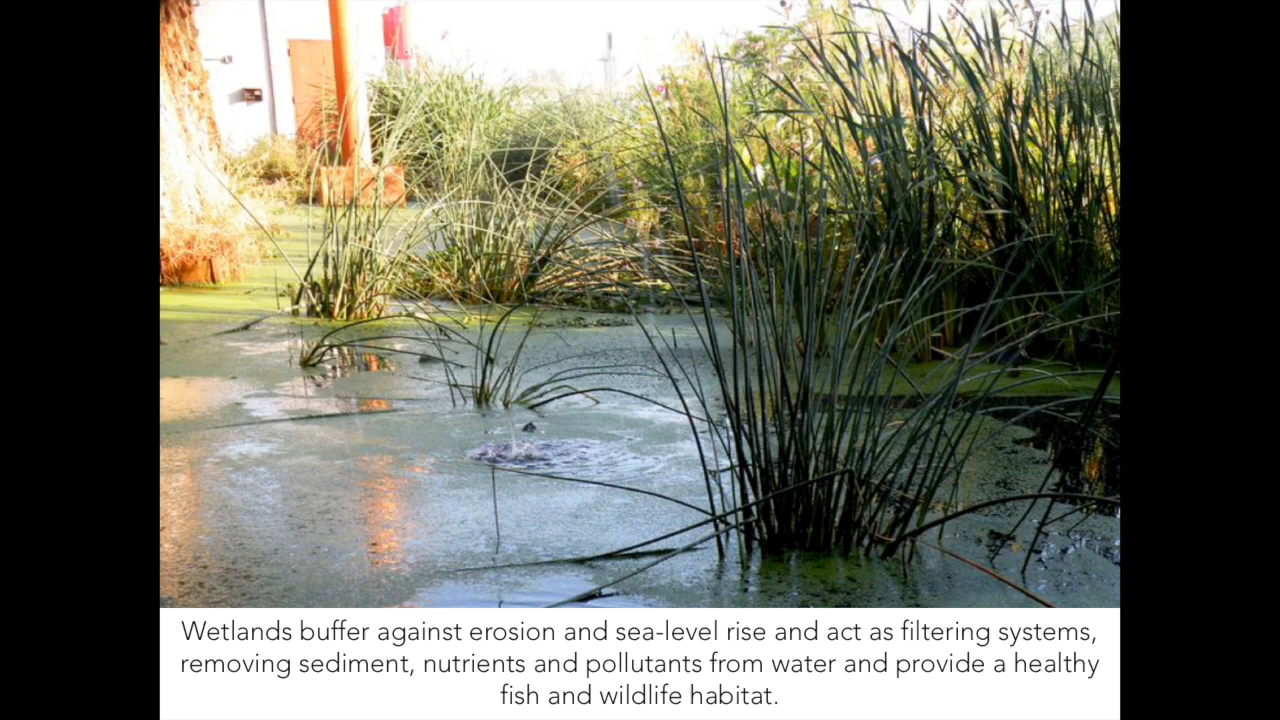 Wetlands buffer against erosion and sea-level rise and act as filtering systems,
removing sediment, nutrients and pollutants from water and provide a healthy
fish and wildlife habitat.